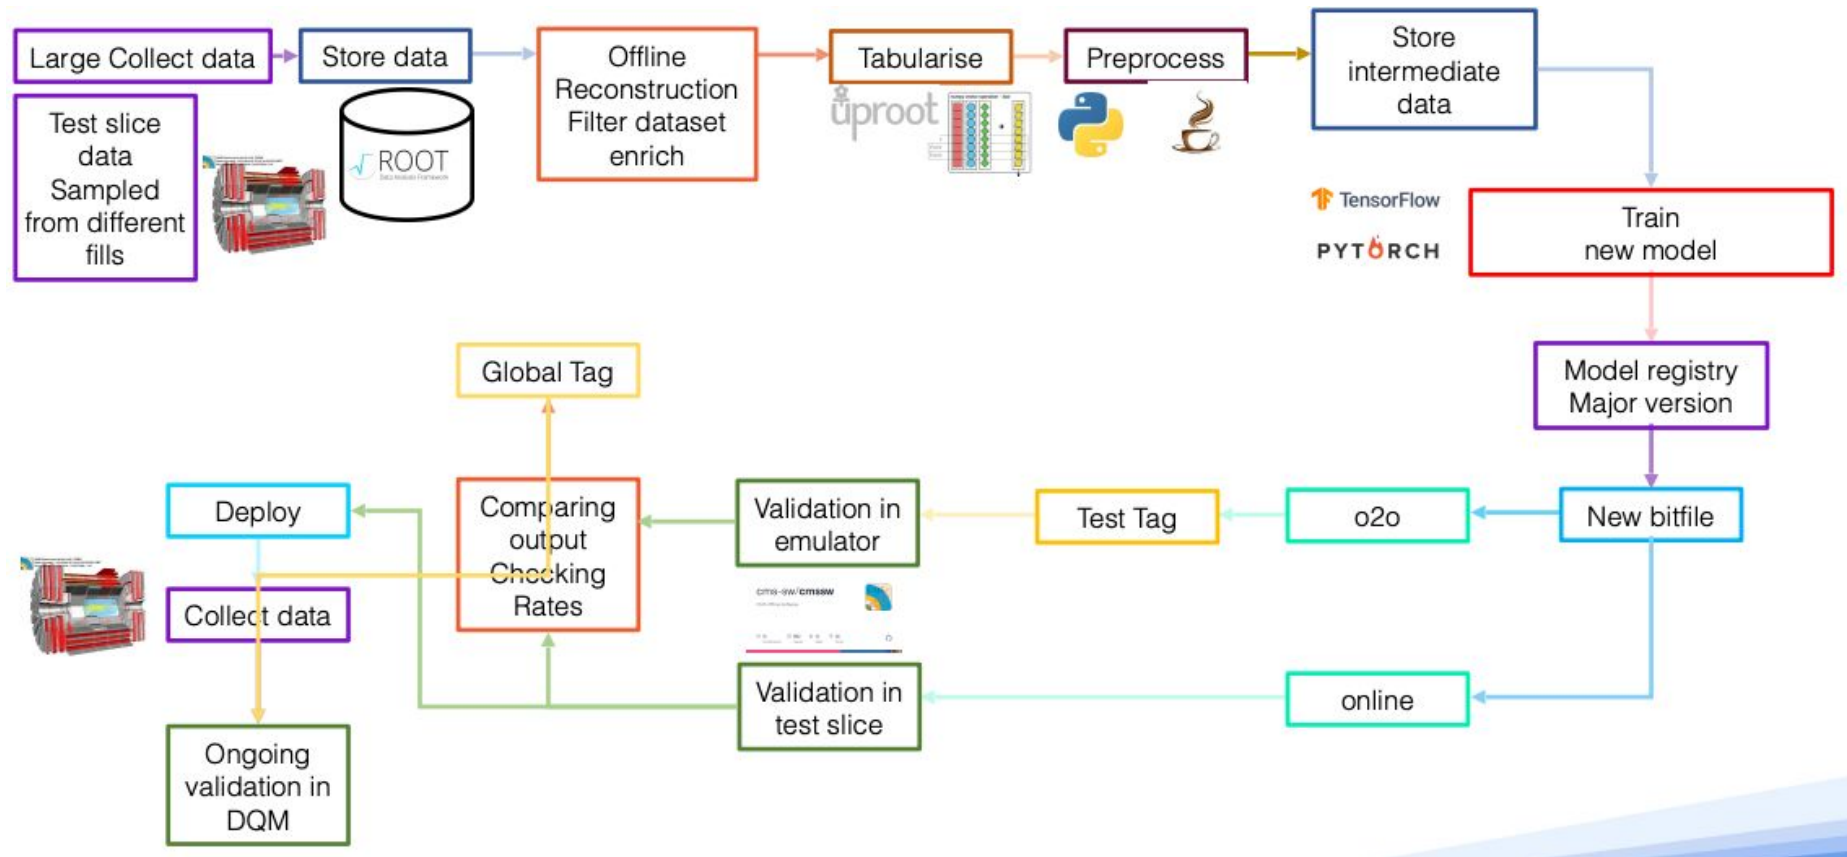 Large Collect data
Store data
Offline
Reconstruction
Filter dataset
enrich
Tabularise
Preprocess
Store
intermediate
data
Test slice
data
Sampled
from different
fills
ROOT
Data Analysis Framework
uproot
TensorFlow
PYTORCH
Train
new model
Model registry
Major version
Global Tag
Deploy
Comparing
output
Checking
Rates
Validation in
emulator
Test Tag
o2o
New bitfile
cms-sw/cmssw
Collect data
Validation in
test slice
online
Ongoing
validation in
DQM